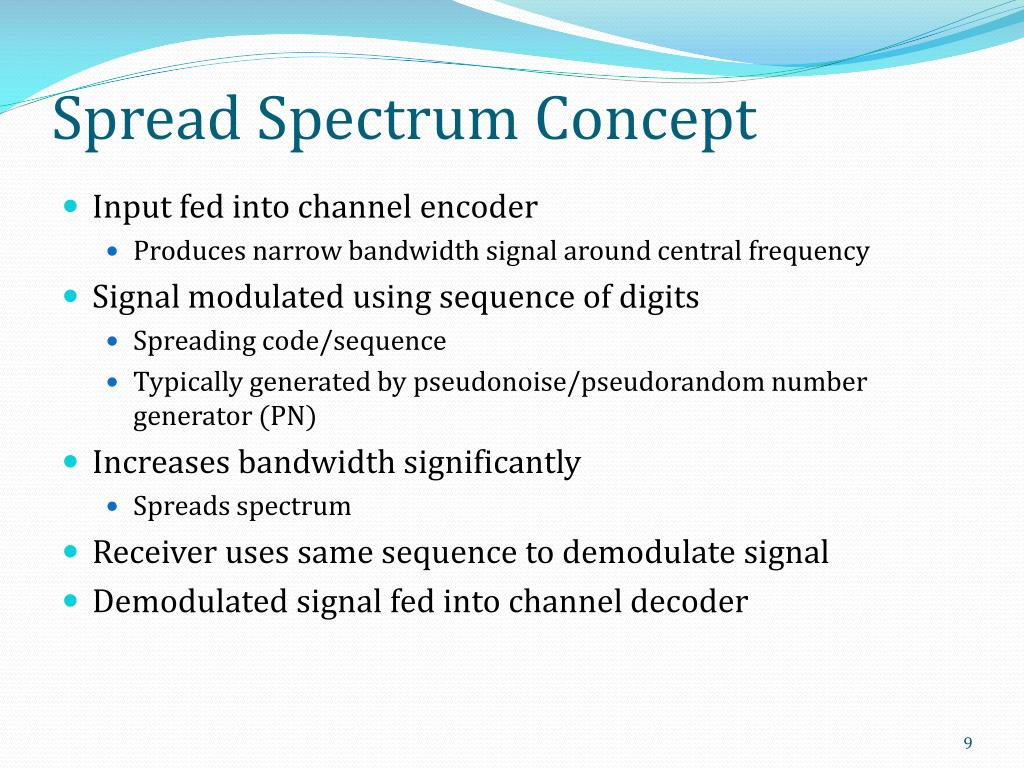 Spread Spectrum Concept
Input fed into channel encoder
Produces narrow bandwidth signal around central frequency
Signal modulated using sequence of digits
Spreading code/sequence
Typically generated by pseudonoise/pseudorandom number
generator (PN)
Increases bandwidth significantly
Spreads spectrum
Receiver uses same sequence to demodulate signal
Demodulated signal fed into channel decoder
9